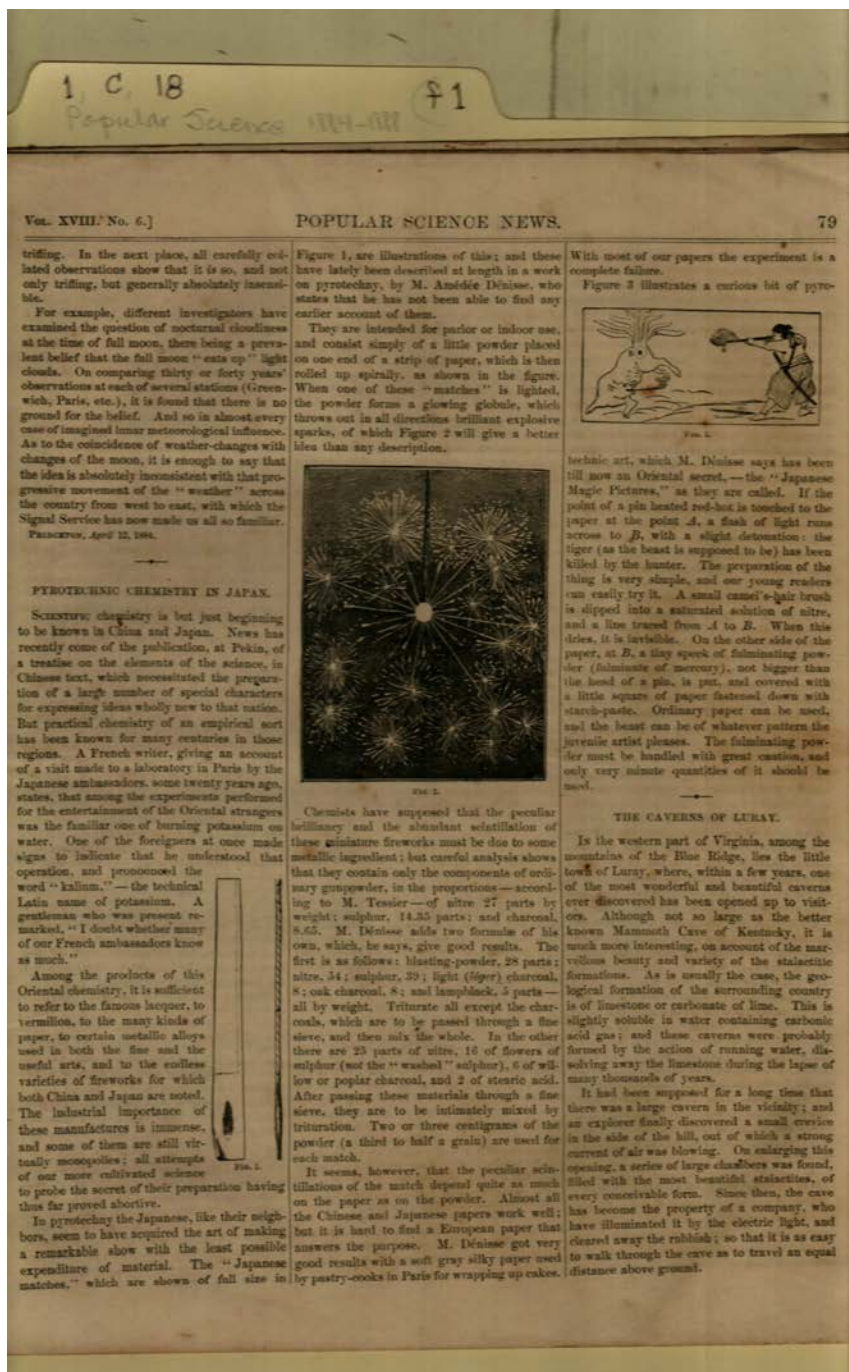 1, C, 18
f1
Popular Science 1884-1888
VOL. XVIII. No. 6.]
POPULAR SCIENCE NEWS.
79
trifling. In the next place, all carefully col-
lated observations show that it is so, and not
only trifling, but generally absolutely insensi-
ble.
For example, different investigators have
examined the question of nocturnal cloudiness
at the time of full moon, there being a preva-
lent belief that the full moon "eats up" light
clouds. On comparing thirty or forty years'
observations at each of several stations (Green-
wich, Paris, etc.), it is found that there is no
ground for the belief. And so in almost every
case of imagined lunar meteorological influence.
As to the coincidence of weather-changes with
changes of the moon, it is enough to say that
the idea is absolutely inconsistent with that pro-
gressive movement of the "weather" across
the country from west to east, with which the
Signal Service has now made us all so familiar.
PRINCETON, April 12, 1884.
PYROTECHNIC CHEMISTRY IN JAPAN.
SCIENTIFIC chemistry is but just beginning
to be known in China and Japan. News has
recently come of the publication, at Pekin, of
a treatise on the elements of the science, in
Chinese text, which necessitated the prepara-
tion of a large number of special characters
for expressing ideas wholly new to that nation.
But practical chemistry of an empirical sort
has been known for many centuries in those
regions. A French writer, giving an account
of a visit made to a laboratory in Paris by the
Japanese ambassadors, some twenty years ago,
states, that among the experiments performed
for the entertainment of the Oriental strangers
was the familiar one of burning potassium on
water. One of the foreigners at once made
signs to indicate that he understood that
operation, and pronounced the
word "kalium,"—the technical
Latin name of potassium. A
gentleman who was present re-
marked, "I doubt whether many
of our French ambassadors know
as much."
Among the products of this
Oriental chemistry, it is sufficient
to refer to the famous lacquer, to
vermilion, to the many kinds of
paper, to certain metallic alloys
used in both the fine and the
useful arts, and to the endless
varieties of fireworks for which
both China and Japan are noted.
The industrial importance of
these manufactures is immense,
and some of them are still vir-
tually monopolies; all attempts
of our more cultivated science
to probe the secret of their preparation having
thus far proved abortive.
In pyrotechny the Japanese, like their neigh-
bors, seem to have acquired the art of making
a remarkable show with the least possible
expenditure of material. The "Japanese
matches," which are shown of full size in
FIG. 1.
Figure 1, are illustrations of this; and these
have lately been described at length in a work
on pyrotechny, by M. Amédée Dénisse, who
states that he has not been able to find any
earlier account of them.
They are intended for parlor or indoor use,
and consist simply of a little powder placed
on one end of a strip of paper, which is then
rolled up spirally, as shown in the figure.
When one of these "matches" is lighted,
the powder forms a glowing globule, which
throws out in all directions brilliant explosive
sparks, of which Figure 2 will give a better
idea than any description.
FIG. 2.
Chemists have supposed that the peculiar
brilliancy and the abundant scintillation of
these miniature fireworks must be due to some
metallic ingredient; but careful analysis shows
that they contain only the components of ordi-
nary gunpowder, in the proportions—accord-
ing to M. Tessier—of nitre 27 parts by
weight; sulphur, 14.35 parts; and charcoal,
8.65. M. Dénisse adds two formulæ of his
own, which, he says, give good results. The
first is as follows: blasting-powder, 28 parts;
nitre, 54; sulphur, 39; light (léger) charcoal,
8; oak charcoal, 8; and lampblack, 5 parts—
all by weight. Triturate all except the char-
coals, which are to be passed through a fine
sieve, and then mix the whole. In the other
there are 25 parts of nitre, 16 of flowers of
sulphur (not the "washed" sulphur), 6 of wil-
low or poplar charcoal, and 2 of stearic acid.
After passing these materials through a fine
sieve, they are to be intimately mixed by
trituration. Two or three centigrams of the
powder (a third to half a grain) are used for
each match.
It seems, however, that the peculiar scin-
tillations of the match depend quite as much
on the paper as on the powder. Almost all
the Chinese and Japanese papers work well;
but it is hard to find a European paper that
answers the purpose. M. Dénisse got very
good results with a soft gray silky paper used
by pastry-cooks in Paris for wrapping up cakes.
With most of our papers the experiment is a
complete failure.
Figure 3 illustrates a curious bit of pyro-
technic art, which M. Dénisse says has been
till now an Oriental secret,—the "Japanese
Magic Pictures," as they are called. If the
point of a pin heated red-hot is touched to the
paper at the point A, a flash of light runs
across to B, with a slight detonation: the
tiger (as the beast is supposed to be) has been
killed by the hunter. The preparation of the
thing is very simple, and our young readers
can easily try it. A small camel's-hair brush
is dipped into a saturated solution of nitre,
and a line traced from A to B. When this
dries, it is invisible. On the other side of the
paper, at B, a tiny speck of fulminating pow-
der (fulminate of mercury), not bigger than
the head of a pin, is put, and covered with
a little square of paper fastened down with
starch-paste. Ordinary paper can be used,
and the beast can be of whatever pattern the
juvenile artist pleases. The fulminating pow-
der must be handled with great caution, and
only very minute quantities of it should be
used.
THE CAVERNS OF LURAY.
IN the western part of Virginia, among the
mountains of the Blue Ridge, lies the little
town of Luray, where, within a few years, one
of the most wonderful and beautiful caverns
ever discovered has been opened up to visit-
ors. Although not so large as the better
known Mammoth Cave of Kentucky, it is
much more interesting, on account of the mar-
vellous beauty and variety of the stalactitic
formations. As is usually the case, the geo-
logical formation of the surrounding country
is of limestone or carbonate of lime. This is
slightly soluble in water containing carbonic
acid gas; and these caverns were probably
formed by the action of running water, dis-
solving away the limestone during the lapse of
many thousands of years.
It had been supposed for a long time that
there was a large cavern in the vicinity; and
an explorer finally discovered a small crevice
in the side of the hill, out of which a strong
current of air was blowing. On enlarging this
opening, a series of large chambers was found,
filled with the most beautiful stalactites, of
every conceivable form. Since then, the cave
has become the property of a company, who
have illuminated it by the electric light, and
cleared away the rubbish; so that it is as easy
to walk through the cave as to travel an equal
distance above ground.